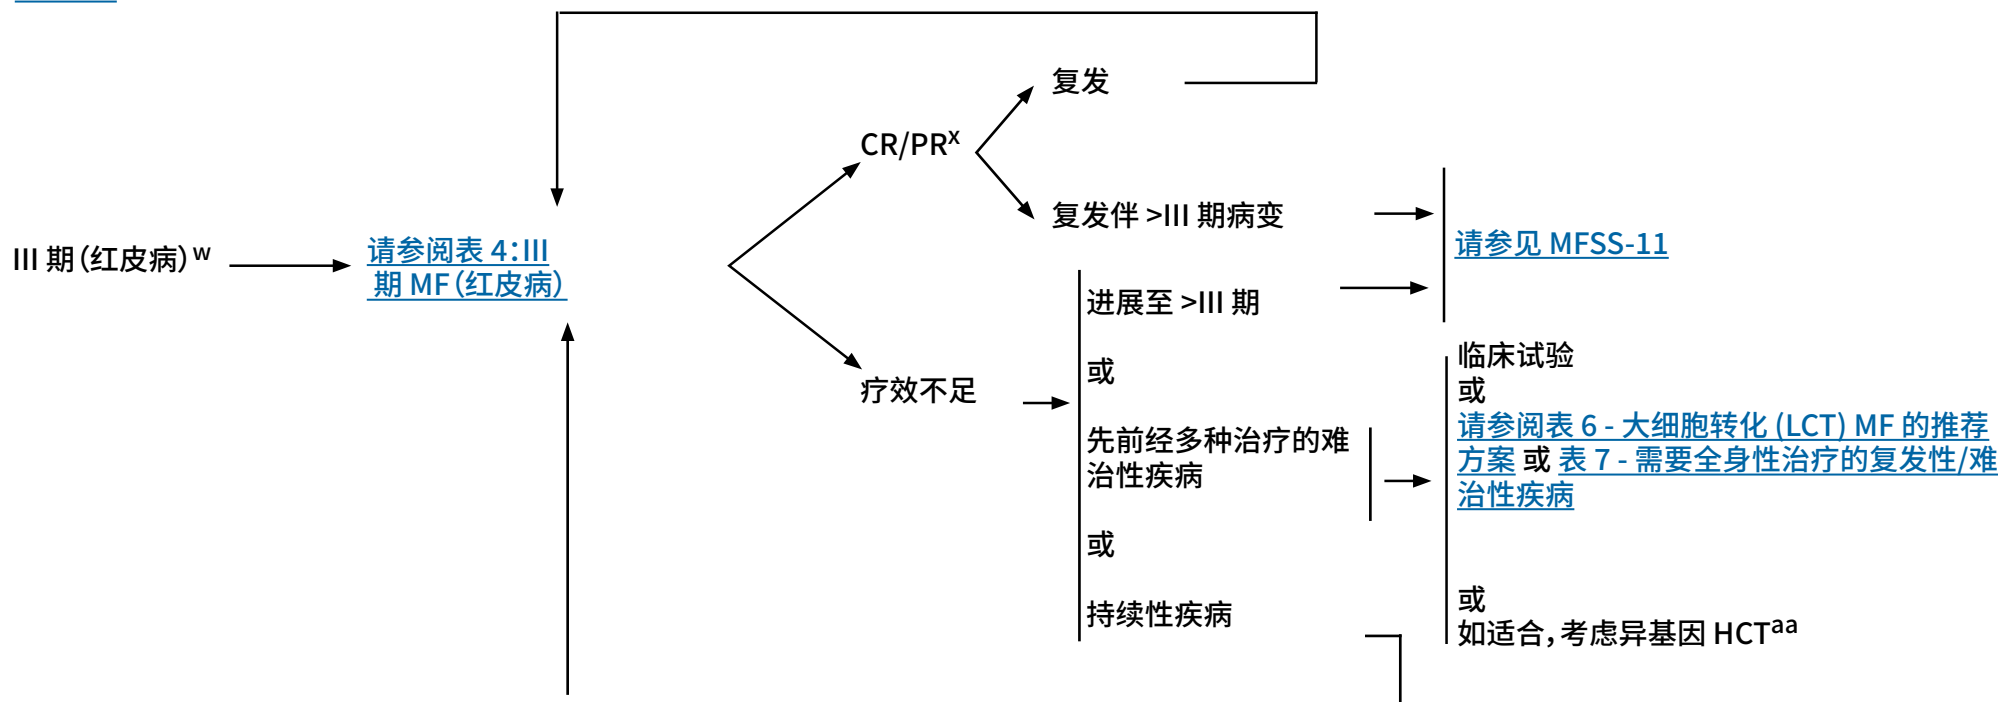 III 期（红皮病）w
请参阅表 4：III
期 MF（红皮病）
CR/PRx
疗效不足
复发
复发伴 >III 期病变
进展至 >III 期
或
先前经多种治疗的难
治性疾病
或
持续性疾病
请参见 MFSS-11
临床试验
或
请参阅表 6 - 大细胞转化 (LCT) MF 的推荐
方案 或 表 7 - 需要全身性治疗的复发性/难
治性疾病
或
如适合，考虑异基因 HCTaa